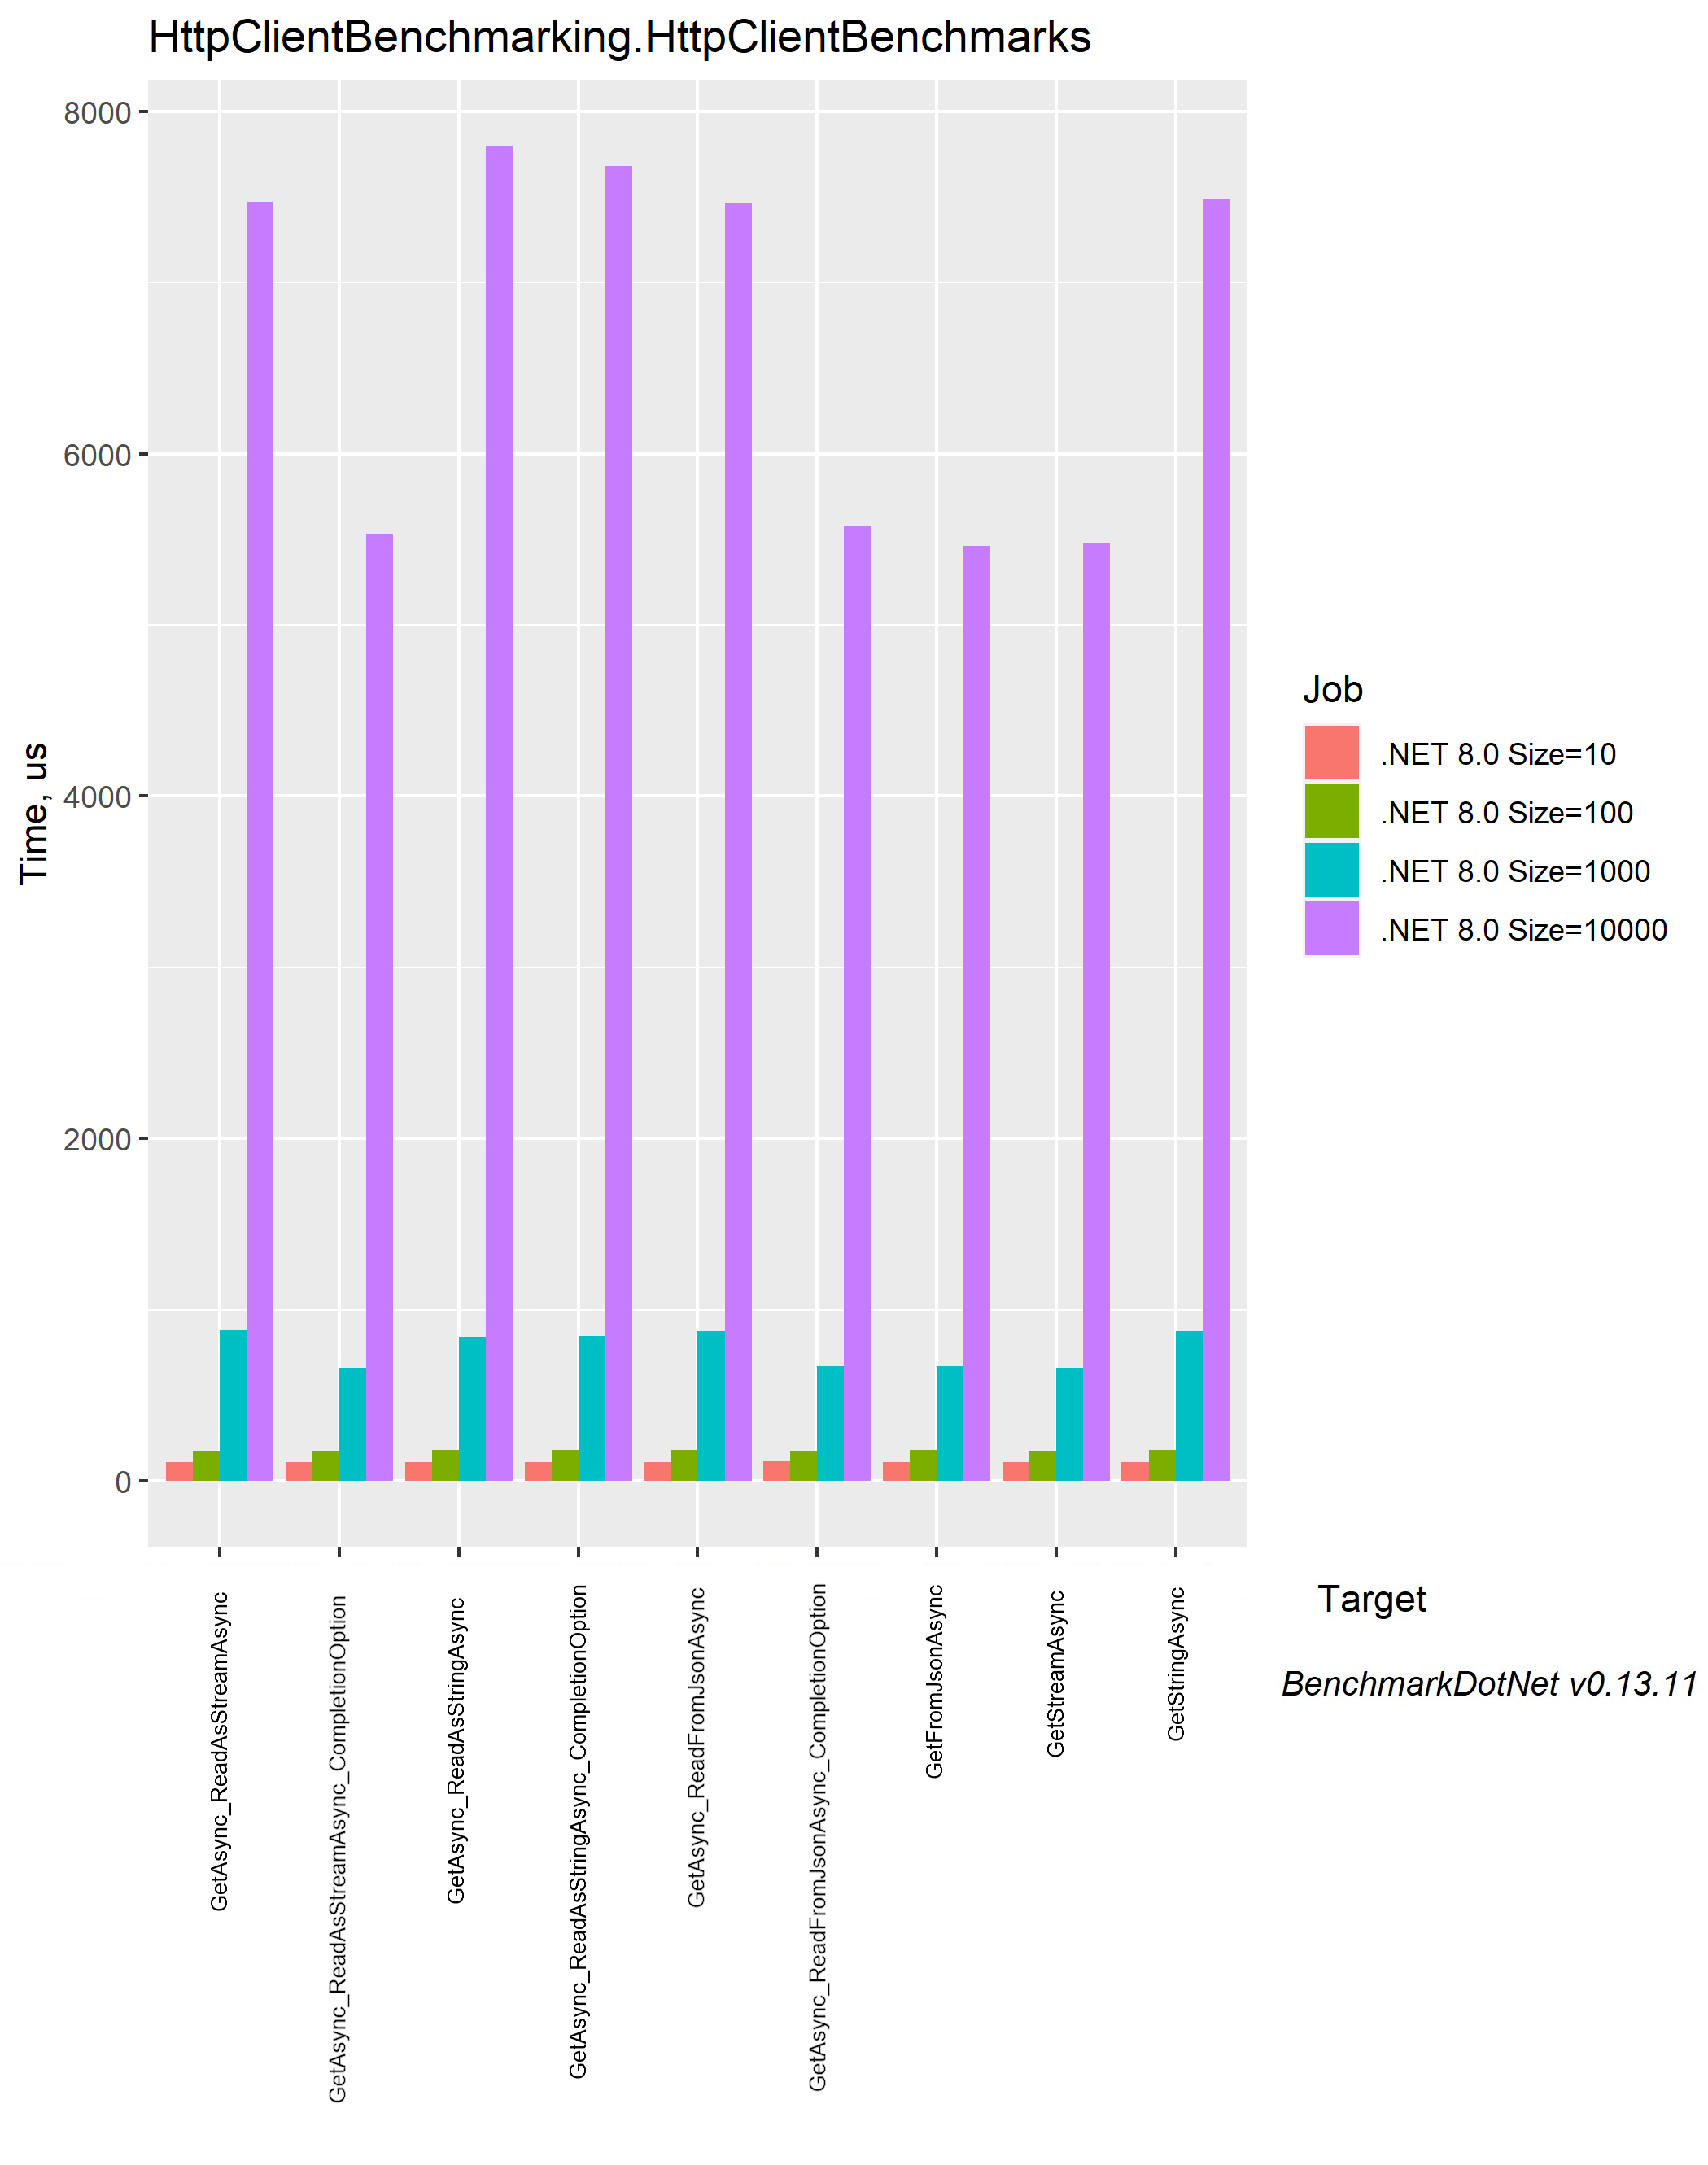 HttpClientBenchmarking.HttpClientBenchmarks
8000
6000
4000
2000
0
Time, us
Job
.NET 8.0 Size=10
.NET 8.0 Size=100
.NET 8.0 Size=1000
.NET 8.0 Size=10000
GetAsync_ReadAsStreamAsync
GetAsync_ReadAsStreamAsync_CompletionOption
GetAsync_ReadAsStringAsync
GetAsync_ReadAsStringAsync_CompletionOption
GetAsync_ReadFromJsonAsync
GetAsync_ReadFromJsonAsync_CompletionOption
GetFromJsonAsync
GetStreamAsync
GetStringAsync
Target
BenchmarkDotNet v0.13.11